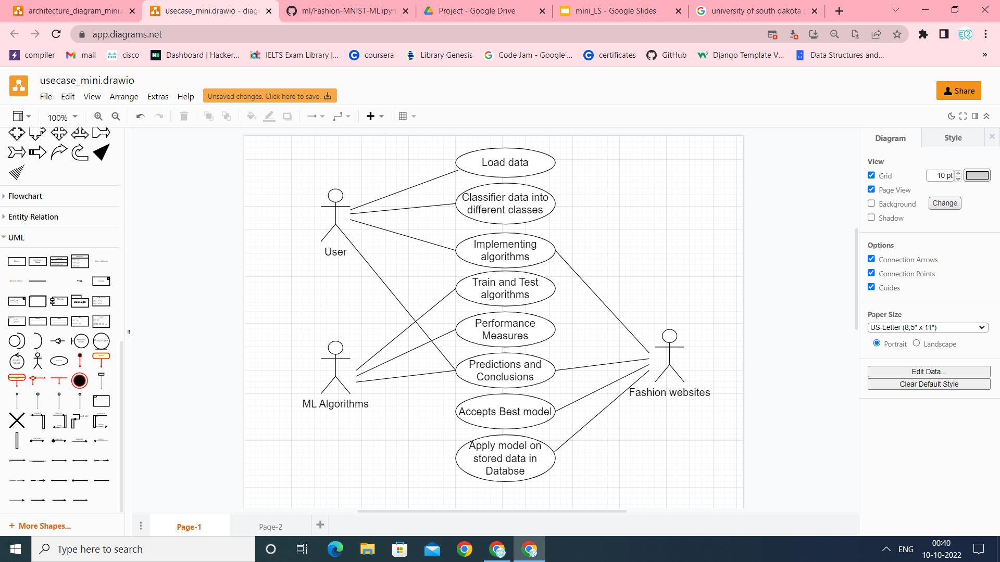 architecture_diagram_mini.c
usecase_mini.drawio - diagr
ml/Fashion-MNIST-ML.ipyn
Project - Google Drive
mini_LS - Google Slides
university of south dakota g
app.diagrams.net
compiler
mail
cisco
Dashboard | Hacker...
IELTS Exam Library |...
coursera
Library Genesis
Code Jam - Google'...
certificates
GitHub
Django Template V...
Data Structures and...
»
usecase_mini.drawio
File Edit View Arrange Extras Help
Unsaved changes. Click here to save.
Share
100%
Flowchart
Entity Relation
UML
Title
package
More Shapes...
Load data
Classifier data into
different classes
Implementing
algorithms
Train and Test
algorithms
Performance
Measures
Predictions and
Conclusions
Accepts Best model
Apply model on
stored data in
Databse
User
ML Algorithms
Fashion websites
Page-1
Page-2
Diagram
Style
View
Grid
10 pt
Page View
Background
Change
Shadow
Options
Connection Arrows
Connection Points
Guides
Paper Size
US-Letter (8,5" x 11")
Portrait
Landscape
Edit Data...
Clear Default Style
Type here to search
ENG
00:40
10-10-2022